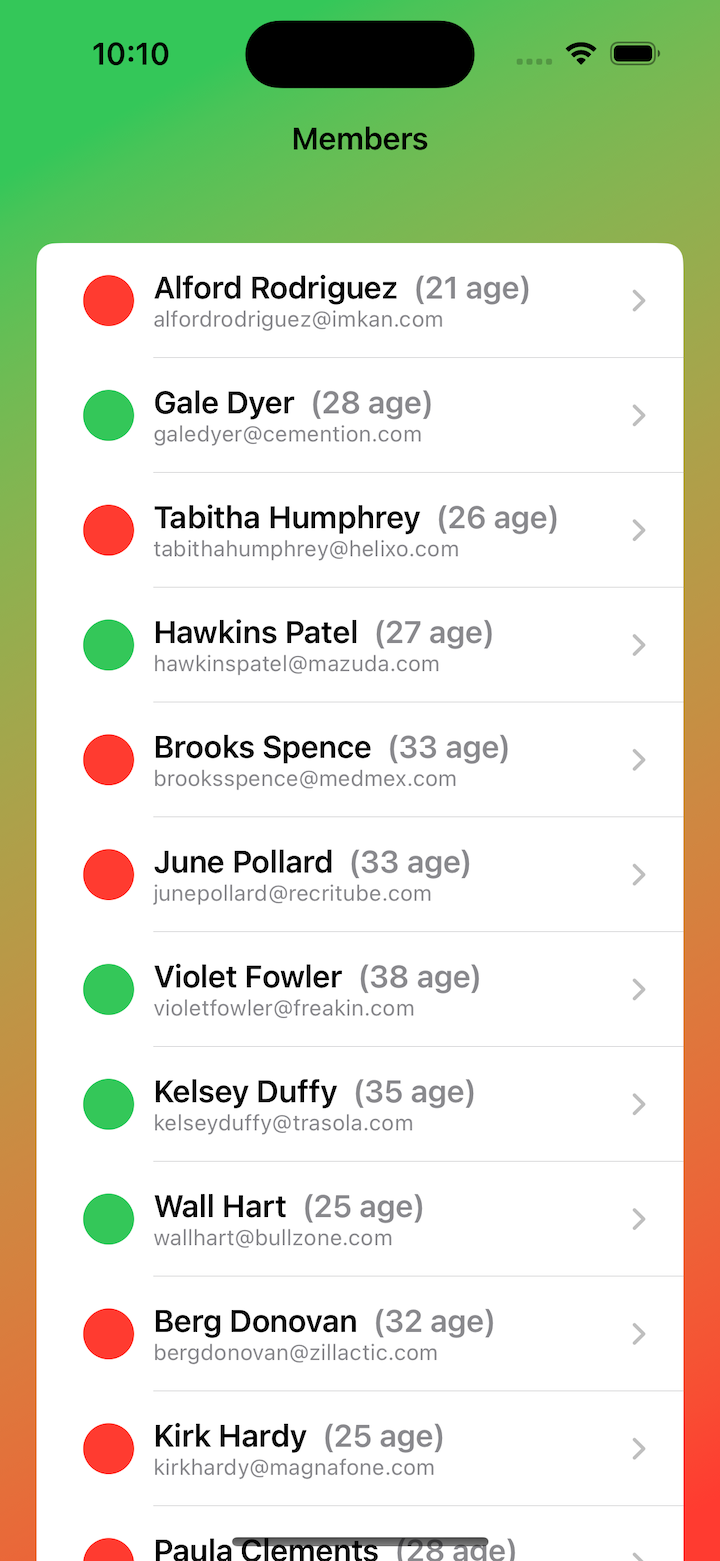 10:10
Members
Alford Rodriguez (21 age)
alfordrodriguez@imkan.com
Gale Dyer (28 age)
galedyer@cemention.com
Tabitha Humphrey (26 age)
tabithahumphrey@helixo.com
Hawkins Patel (27 age)
hawkinspatel@mazuda.com
Brooks Spence (33 age)
brooksspence@medmex.com
June Pollard (33 age)
junepollard@recritube.com
Violet Fowler (38 age)
violetfowler@freakin.com
Kelsey Duffy (35 age)
kelseyduffy@trasola.com
Wall Hart (25 age)
wallhart@bullzone.com
Berg Donovan (32 age)
bergdonovan@zillactic.com
Kirk Hardy (25 age)
kirkhardy@magnafone.com
Paula Clements (28 age)